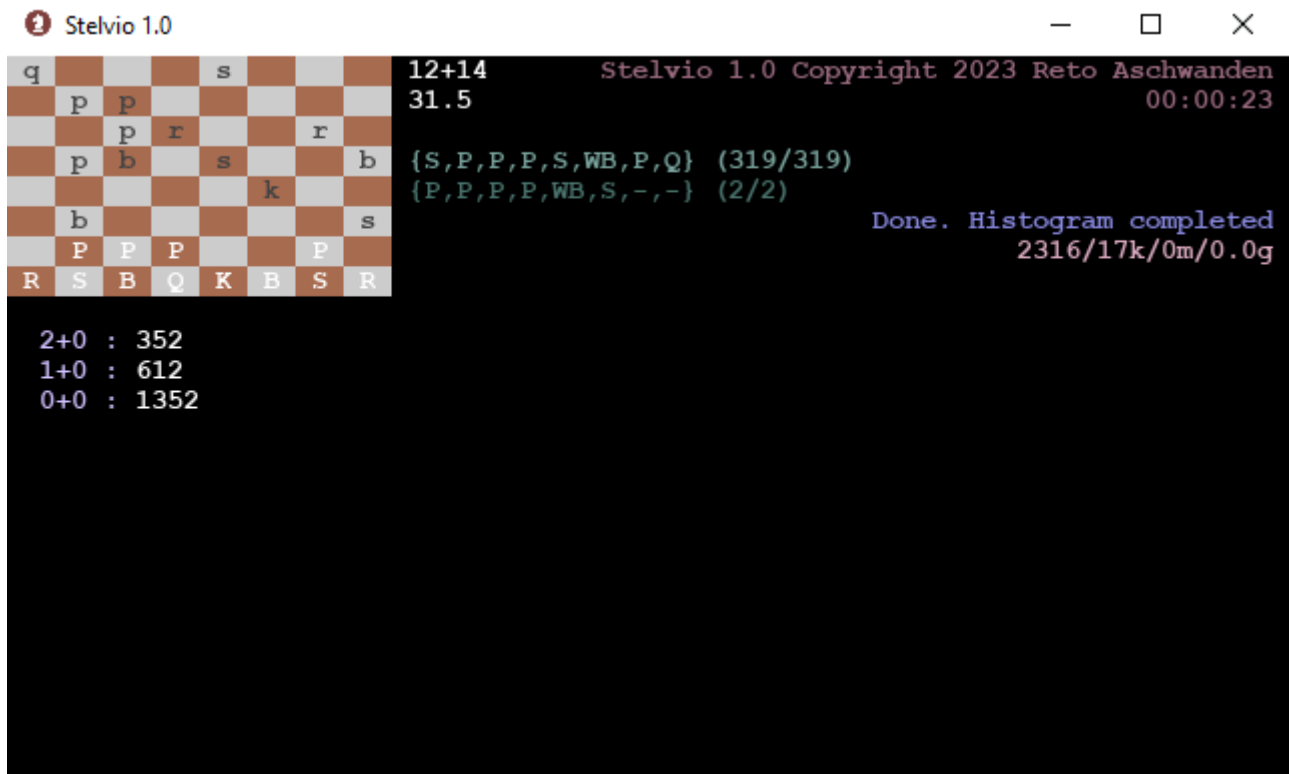 Stelvio 1.0
q s
p p
p r r
p b s b
k
b s
P P P P
R S B Q K B S R
12+14 Stelvio 1.0 Copyright 2023 Reto Aschwanden
31.5 00:00:23
{S,P,P,P,S,WB,P,Q} (319/319)
{P,P,P,P,WB,S,-,-} (2/2)
Done. Histogram completed
2316/17k/0m/0.0g
2+0 : 352
1+0 : 612
0+0 : 1352